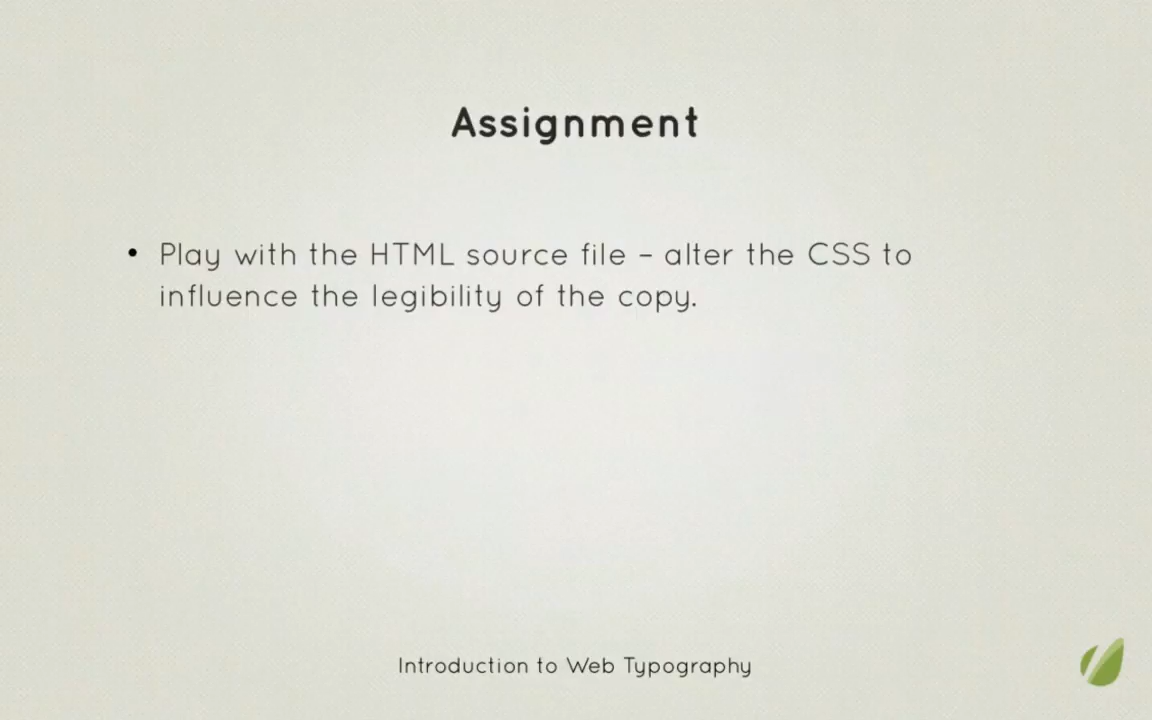 Assignment
• Play with the HTML source file – alter the CSS to
influence the legibility of the copy.
Introduction to Web Typography